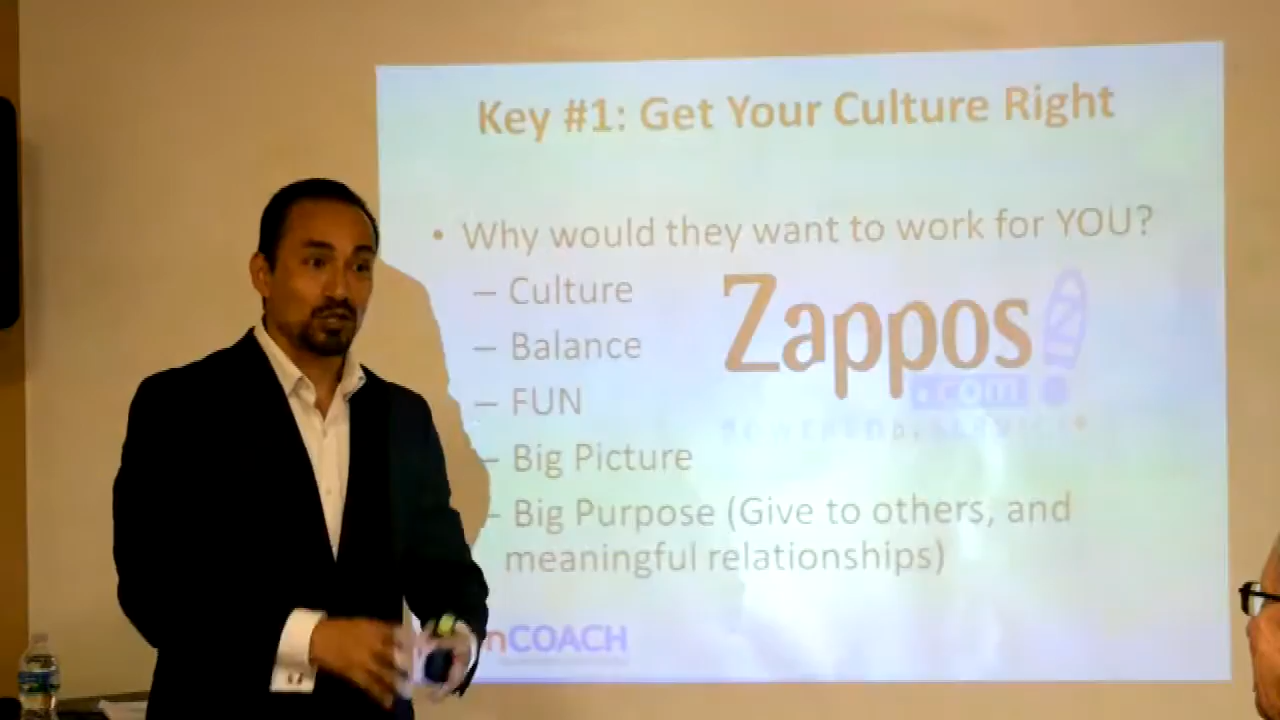 Key #1: Get Your Culture Right
• Why would they want to work for YOU?
– Culture
– Balance
– FUN
– Big Picture
– Big Purpose (Give to others, and
meaningful relationships)
Zappos
.com
nCOACH